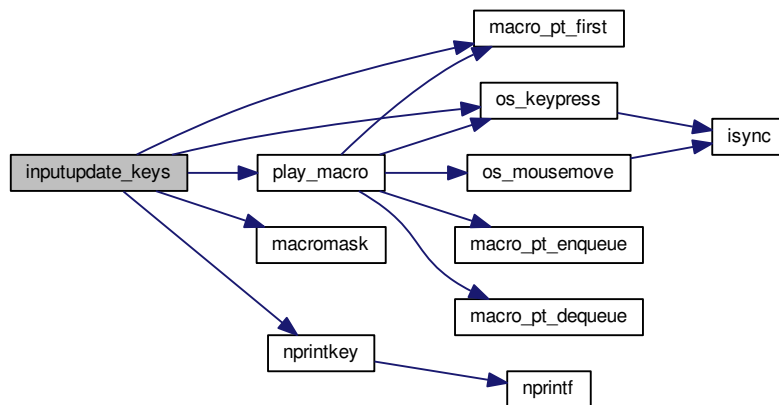 macro_pt_first
os_keypress
isync
inputupdate_keys
play_macro
os_mousemove
macromask
macro_pt_enqueue
macro_pt_dequeue
nprintkey
nprintf